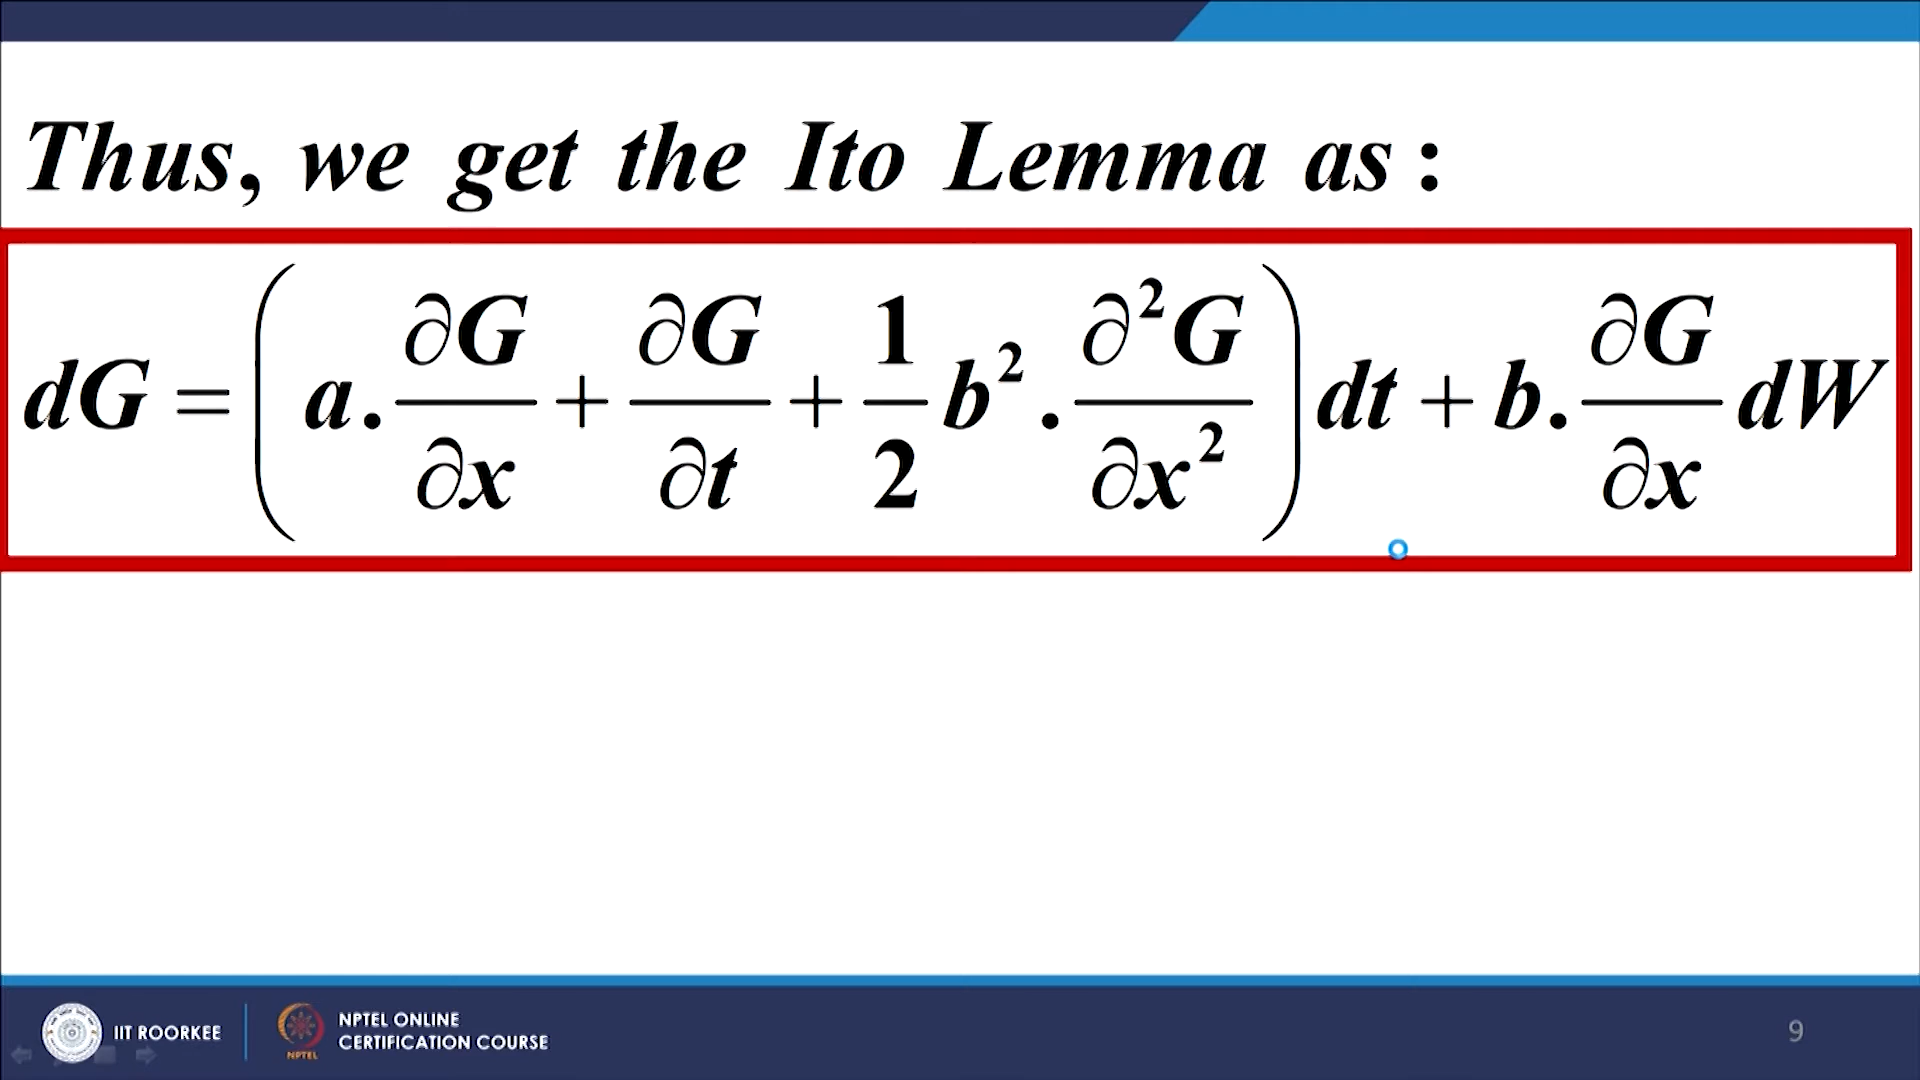 Thus, we get the Ito Lemma as :
dG = ( a. ∂G/∂x + ∂G/∂t + 1/2 b². ∂²G/∂x² ) dt + b. ∂G/∂x dW
IIT ROORKEE
NPTEL
NPTEL ONLINE
CERTIFICATION COURSE
9